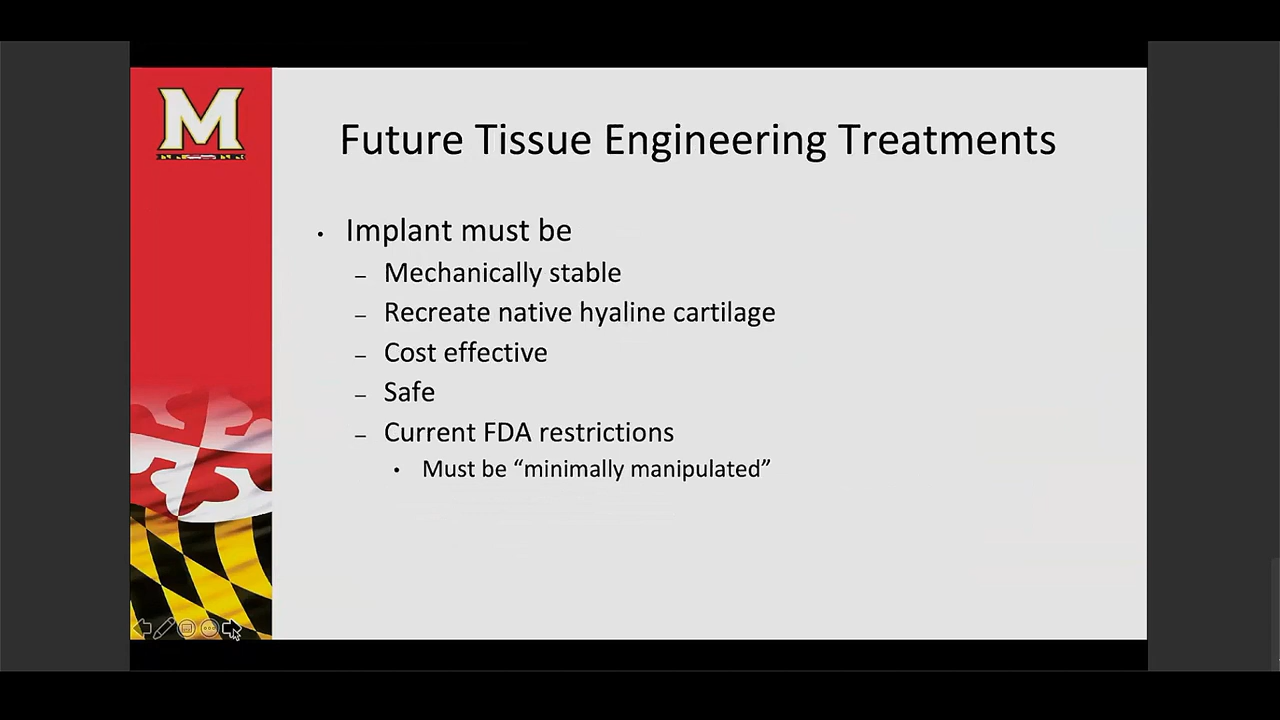 M
Future Tissue Engineering Treatments
• Implant must be
– Mechanically stable
– Recreate native hyaline cartilage
– Cost effective
– Safe
– Current FDA restrictions
• Must be “minimally manipulated”